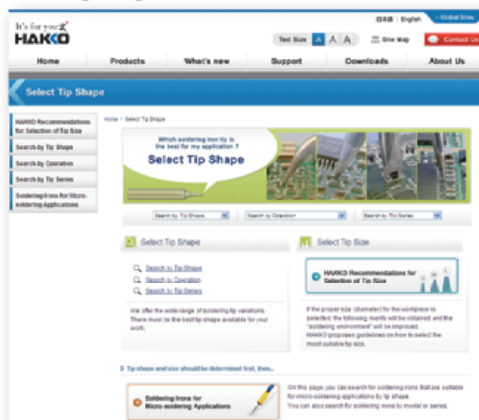 日本語 | English
Global Sites
It's for you
HAKKO
Text Size A A A
Site Map
Contact Us
Home
Products
What's new
Support
Downloads
About Us
Select Tip Shape
HAKKO Recommendations
for Selection of Tip Size
Search by Tip Shape
Search by Operation
Search by Tip Series
Soldering Irons for Micro-
soldering Applications
Home > Select Tip Shape
Which soldering iron tip is
the best for my application ?
Select Tip Shape
Search by Tip Shape
Search by Operation
Search by Tip Series
Select Tip Shape
Search by Tip Shape
Search by Operation
Search by Tip Series
We offer the wide range of soldering tip variations.
There must be the best tip shape available for your
work.
Select Tip Size
HAKKO Recommendations for
Selection of Tip Size
If the proper size (diameter) for the workpiece is
selected, the following merits will be obtained and the
"soldering environment" will be improved.
HAKKO proposes guidelines on how to select the
most suitable tip size.
Tip shape and size should be determined first, then...
Soldering Irons for
Micro-soldering Applications
On this page, you can search for soldering irons that are suitable
for micro-soldering applications by tip shape.
You can also search for soldering irons by model or series.